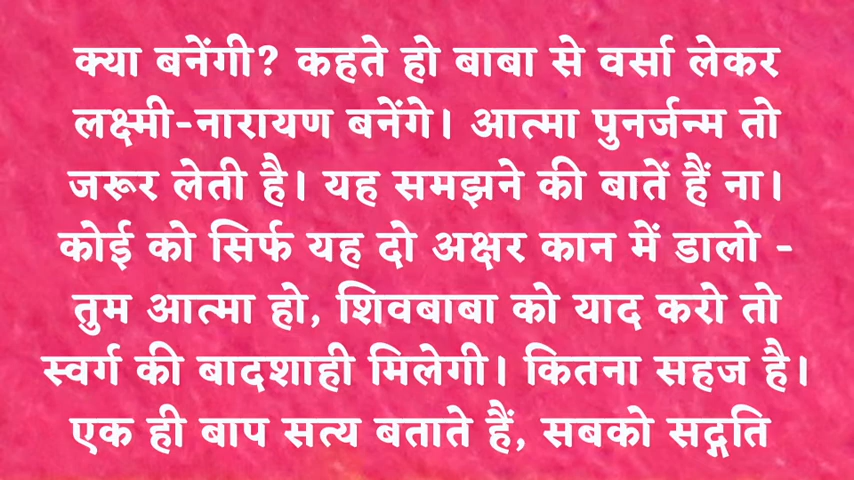 क्या बनेंगी? कहते हो बाबा से वर्सा लेकर
लक्ष्मी-नारायण बनेंगे। आत्मा पुनर्जन्म तो
जरूर लेती है। यह समझने की बातें हैं ना।
कोई को सिर्फ यह दो अक्षर कान में डालो -
तुम आत्मा हो, शिवबाबा को याद करो तो
स्वर्ग की बादशाही मिलेगी। कितना सहज है।
एक ही बाप सत्य बताते हैं, सबको सद्गति